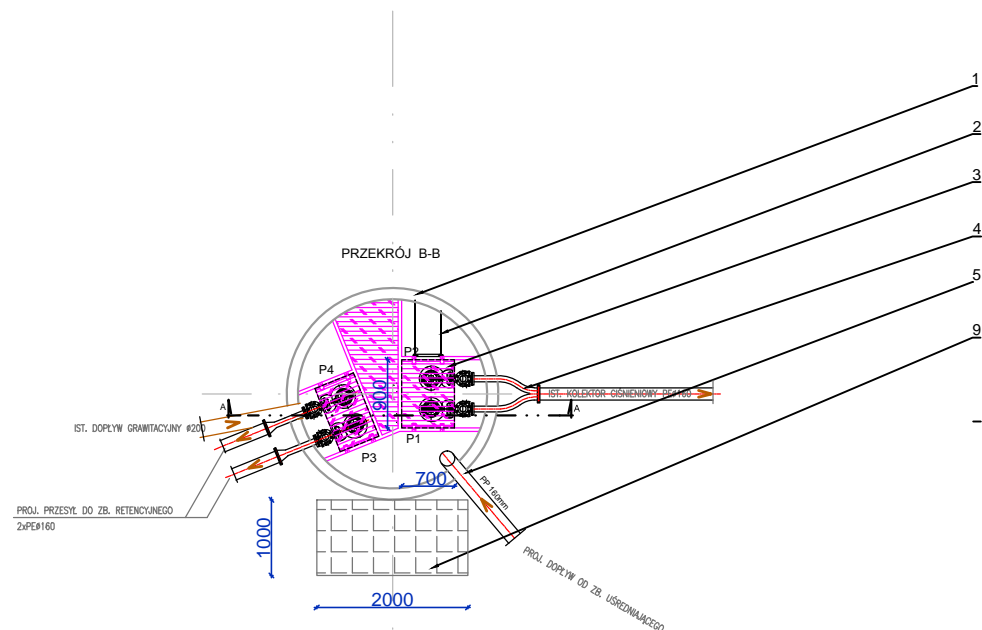 1
2
3
4
5
9
PRZEKRÓJ B-B
P2
P4
900
IST. KOLEKTOR CIŚNIENIOWY PEØ160
A
A
IST. DOPŁYW GRAWITACYJNY Ø200
P1
P3
700
PP 160mm
PROJ. PRZESYŁ DO ZB. RETENCYJNEGO
2xPEØ160
1000
PROJ. DOPŁYW OD ZB. UŚREDNIAJĄCEGO
2000